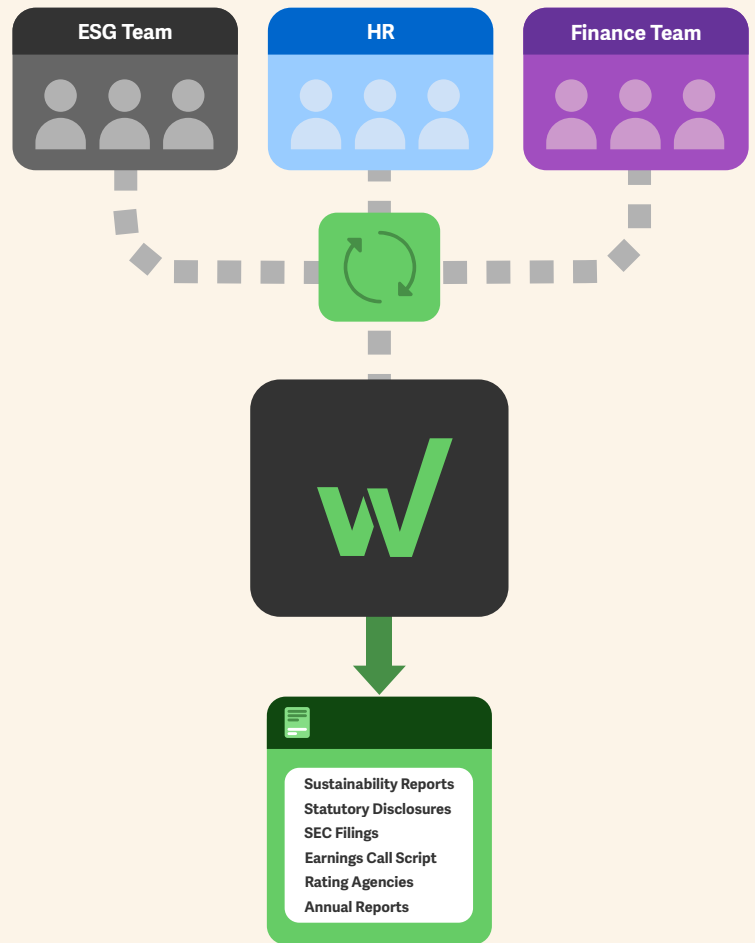 ESG Team
HR
Finance Team
Sustainability Reports
Statutory Disclosures
SEC Filings
Earnings Call Script
Rating Agencies
Annual Reports